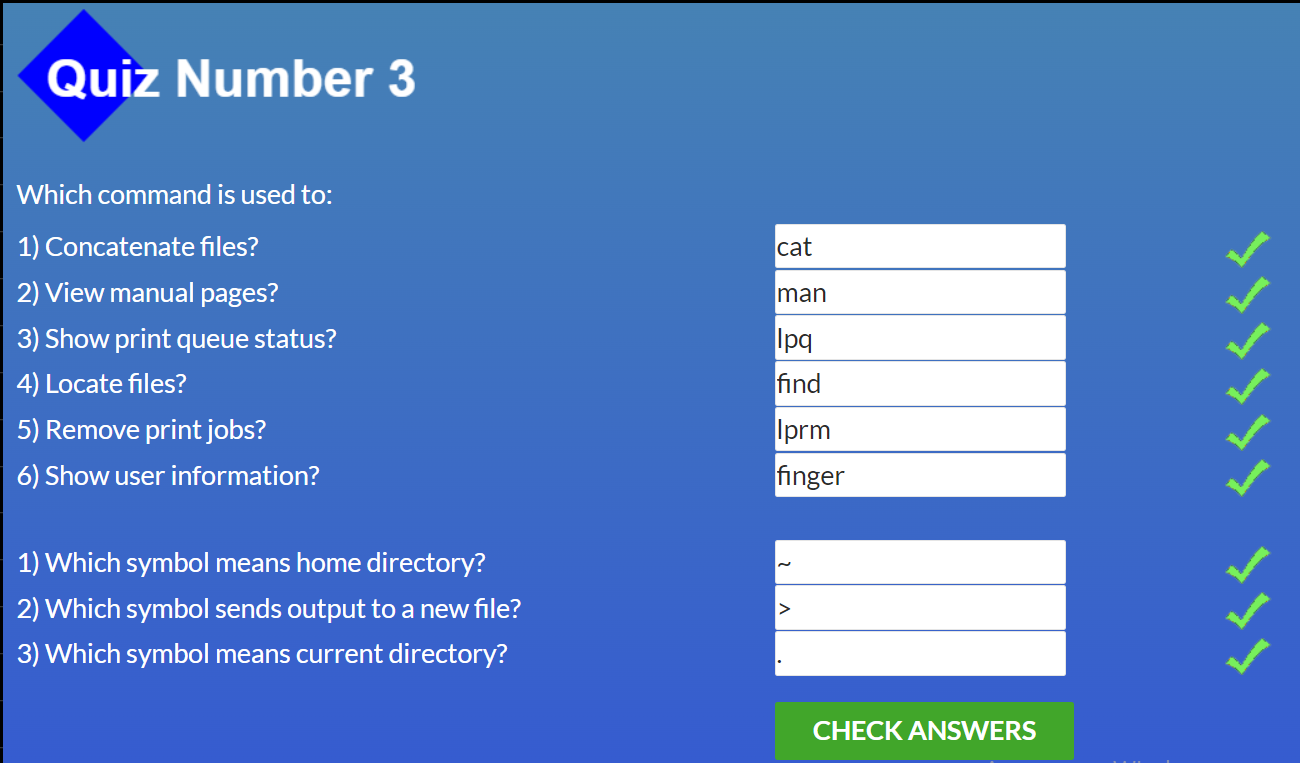 Quiz Number 3
Which command is used to:
1) Concatenate files? cat
2) View manual pages? man
3) Show print queue status? lpq
4) Locate files? find
5) Remove print jobs? lprm
6) Show user information? finger
1) Which symbol means home directory? ~
2) Which symbol sends output to a new file? >
3) Which symbol means current directory? .
CHECK ANSWERS